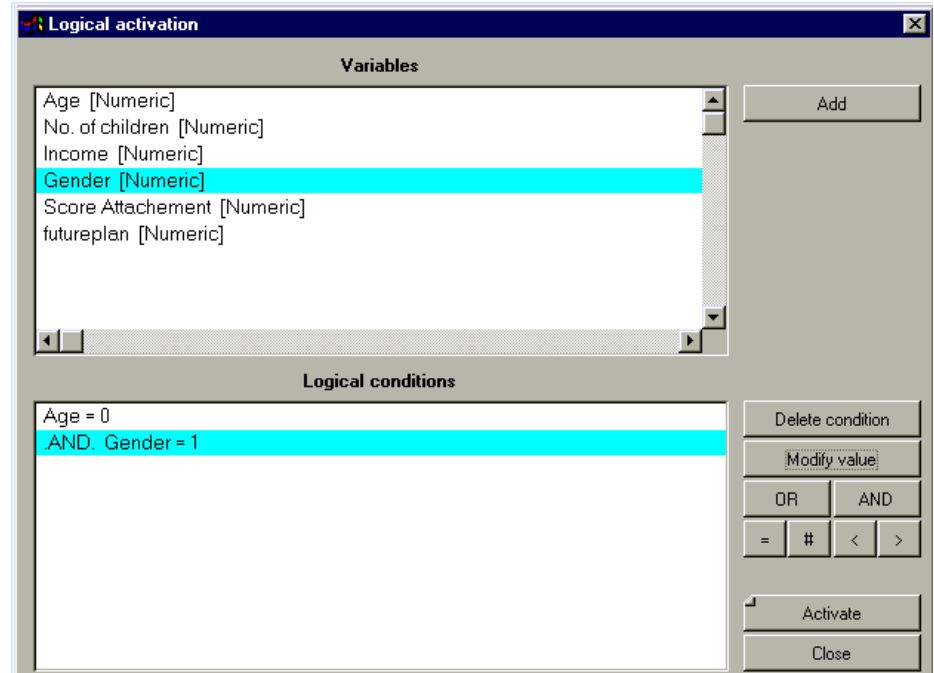 Logical activation
Variables
Age [Numeric]
No. of children [Numeric]
Income [Numeric]
Gender [Numeric]
Score Attachement [Numeric]
futureplan [Numeric]
Add
Logical conditions
Age = 0
.AND. Gender = 1
Delete condition
Modify value
OR AND
= # < >
Activate
Close